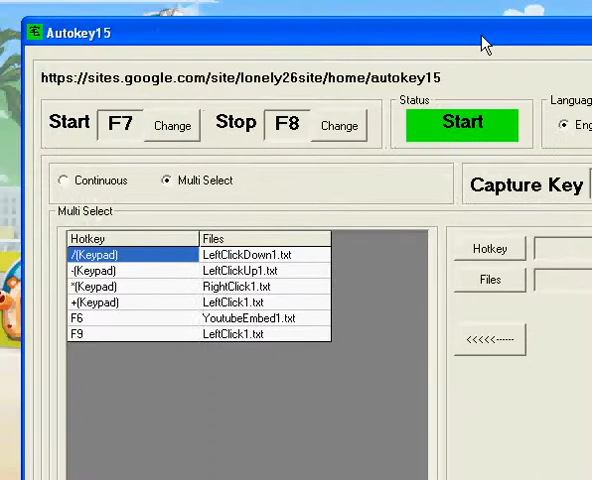 Autokey15
https://sites.google.com/site/lonely26site/home/autokey15
Start F7 Change Stop F8 Change
Status
Start
Language
Eng
Continuous Multi Select
Capture Key
Multi Select
Hotkey Files
/(Keypad) LeftClickDown1.txt
-(Keypad) LeftClickUp1.txt
*(Keypad) RightClick1.txt
+(Keypad) LeftClick1.txt
F6 YoutubeEmbed1.txt
F9 LeftClick1.txt
Hotkey
Files
<<<<<------